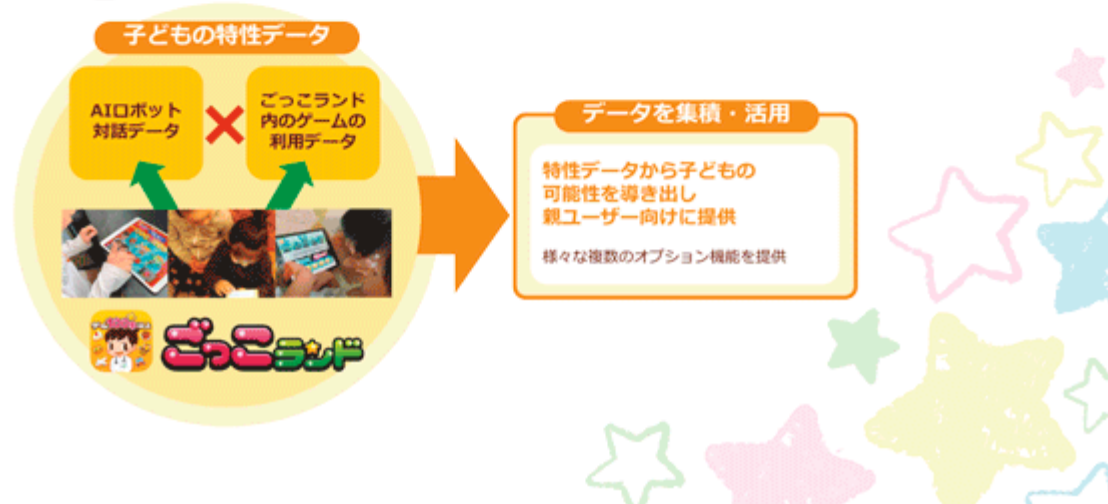 子どもの特性データ
AIロボット
対話データ
×
ごっこランド
内のゲームの
利用データ
ごっこランド
データを集積・活用
特性データから子どもの
可能性を導き出し
親ユーザー向けに提供
様々な複数のオプション機能を提供